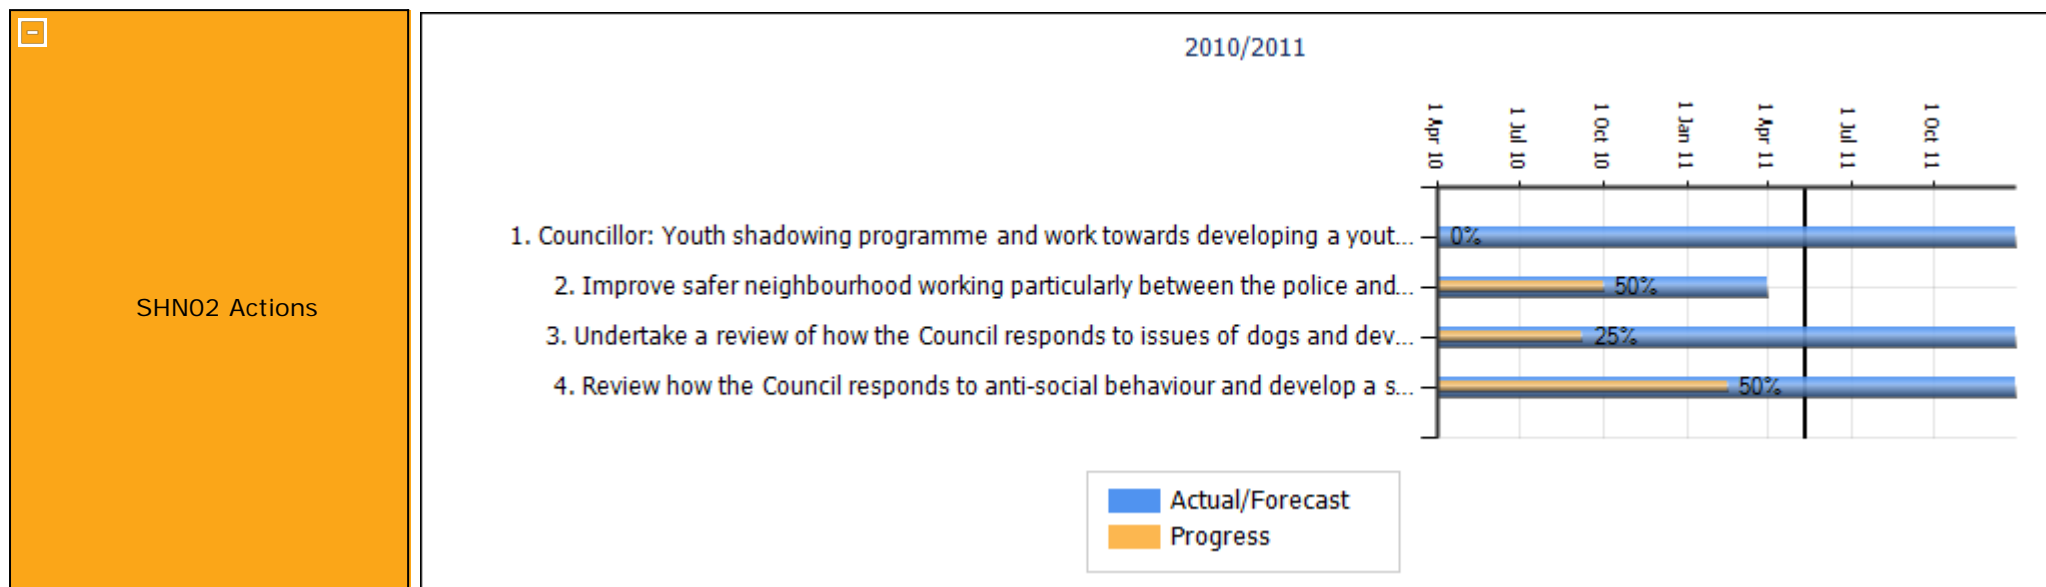 SHN02 Actions
2010/2011
1 Apr 10
1 Jul 10
1 Oct 10
1 Jan 11
1 Apr 11
1 Jul 11
1 Oct 11
1. Councillor: Youth shadowing programme and work towards developing a yout...
0%
2. Improve safer neighbourhood working particularly between the police and...
50%
3. Undertake a review of how the Council responds to issues of dogs and dev...
25%
4. Review how the Council responds to anti-social behaviour and develop a s...
50%
Actual/Forecast
Progress